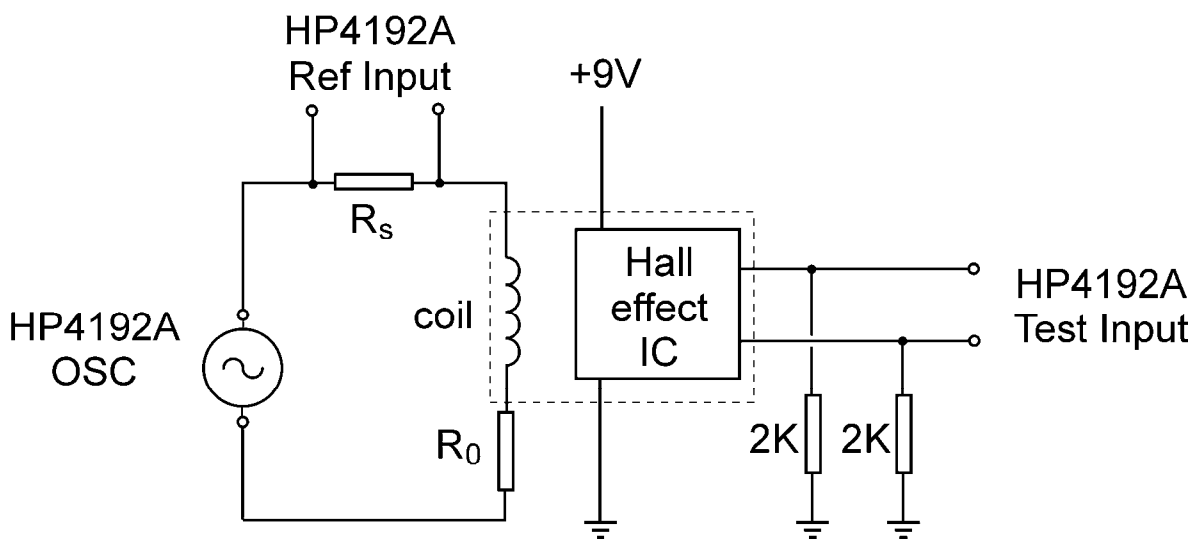 HP4192A
Ref Input
+9V
Rs
Hall
effect
IC
HP4192A
Test Input
coil
HP4192A
OSC
R0
2K
2K